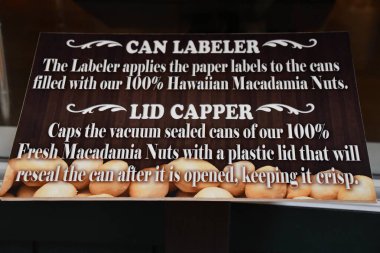 CAN LABELER
The Labeler applies the paper labels to the cans
filled with our 100% Hawaiian Macadamia Nuts.
LID CAPPER
Caps the vacuum sealed cans of our 100%
Fresh Macadamia Nuts with a plastic lid that will
reseal the can after it is opened, keeping it crisp.